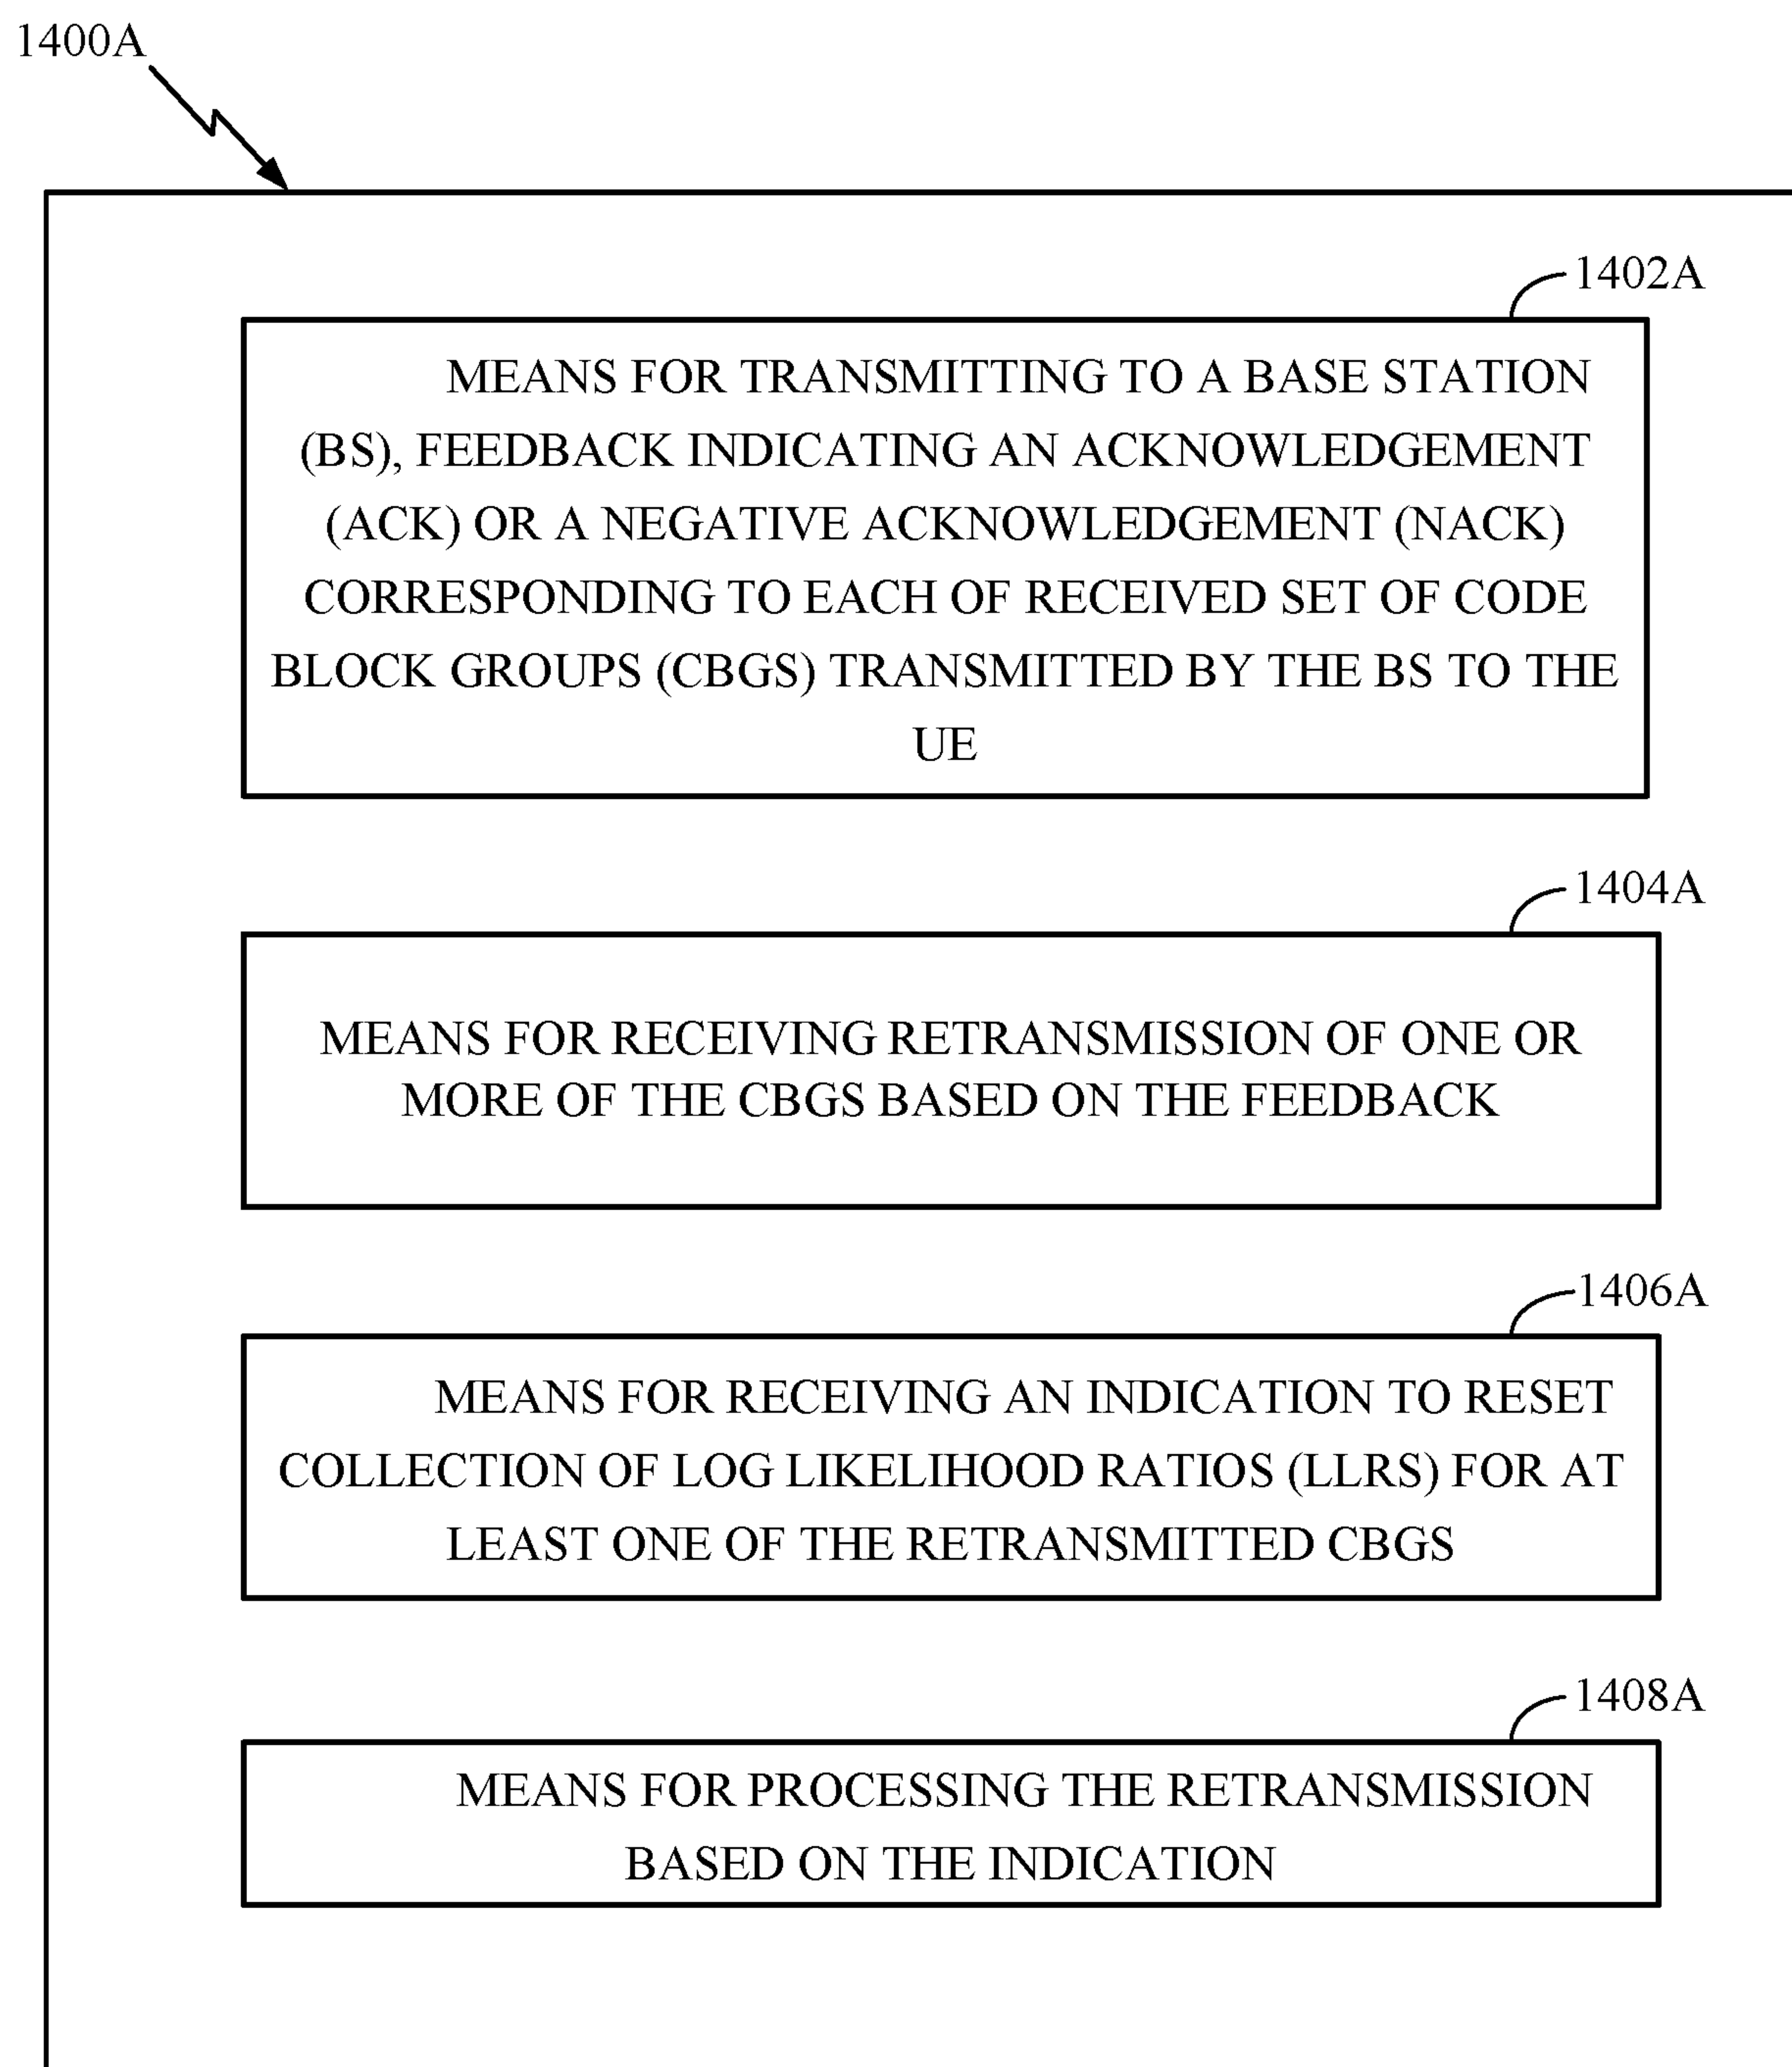 1400A
1402A
MEANS FOR TRANSMITTING TO A BASE STATION
(BS), FEEDBACK INDICATING AN ACKNOWLEDGEMENT
(ACK) OR A NEGATIVE ACKNOWLEDGEMENT (NACK)
CORRESPONDING TO EACH OF RECEIVED SET OF CODE
BLOCK GROUPS (CBGS) TRANSMITTED BY THE BS TO THE
UE
1404A
MEANS FOR RECEIVING RETRANSMISSION OF ONE OR
MORE OF THE CBGS BASED ON THE FEEDBACK
1406A
MEANS FOR RECEIVING AN INDICATION TO RESET
COLLECTION OF LOG LIKELIHOOD RATIOS (LLRS) FOR AT
LEAST ONE OF THE RETRANSMITTED CBGS
1408A
MEANS FOR PROCESSING THE RETRANSMISSION
BASED ON THE INDICATION